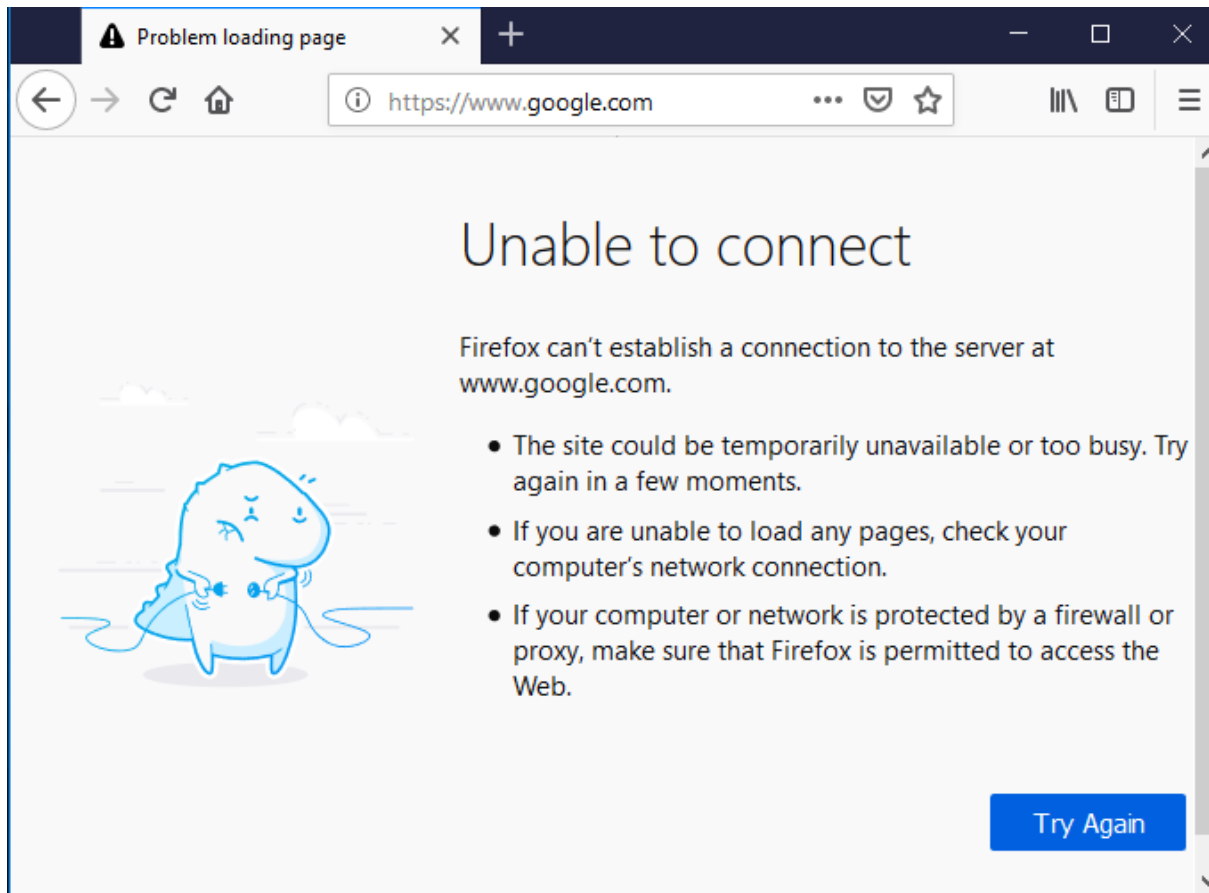 Problem loading page
https://www.google.com
Unable to connect
Firefox can’t establish a connection to the server at
www.google.com.
• The site could be temporarily unavailable or too busy. Try
again in a few moments.
• If you are unable to load any pages, check your
computer’s network connection.
• If your computer or network is protected by a firewall or
proxy, make sure that Firefox is permitted to access the
Web.
Try Again